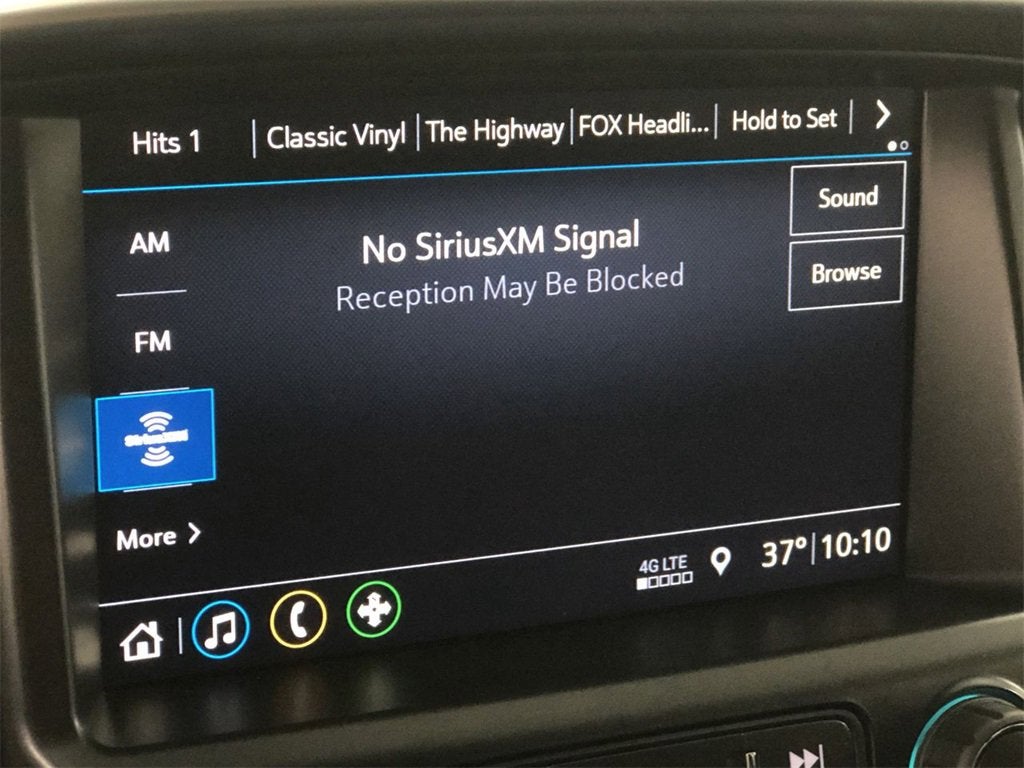 Hits 1
Classic Vinyl
The Highway
FOX Headli...
Hold to Set
AM
FM
SiriusXM
More
No SiriusXM Signal
Reception May Be Blocked
Sound
Browse
4G LTE
37° 10:10